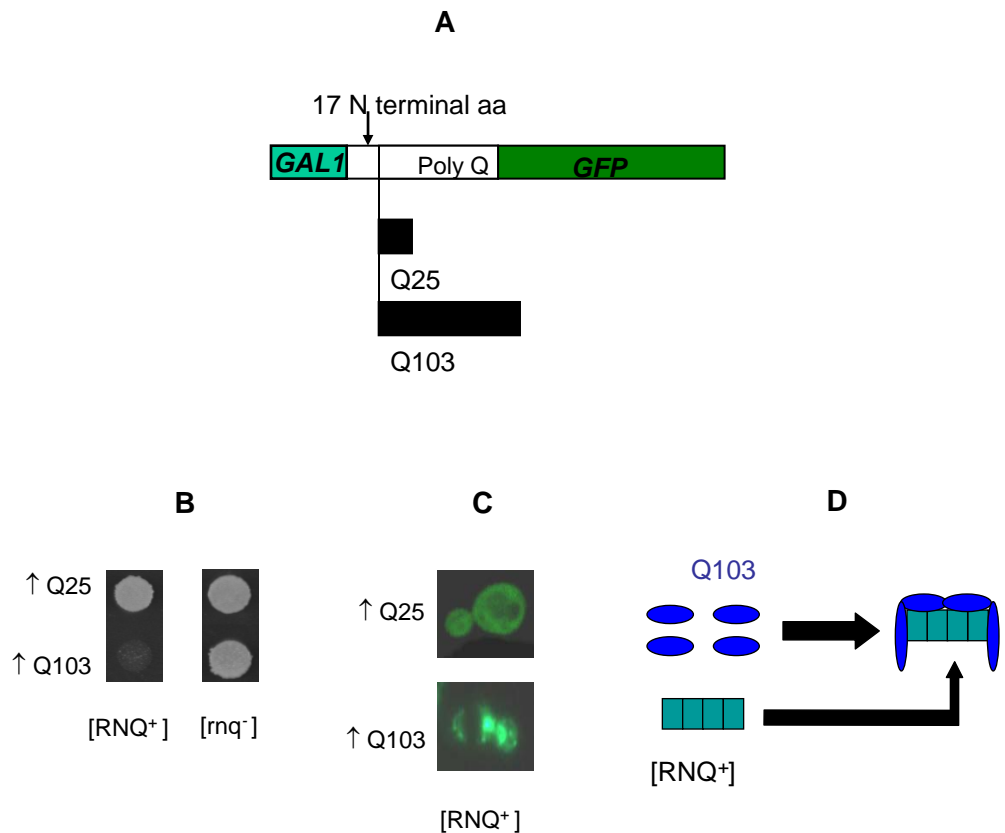 A
17 N terminal aa
GAL1 Poly Q GFP
Q25
Q103
B
↑ Q25
↑ Q103
[RNQ⁺] [rnq⁻]
C
↑ Q25
↑ Q103
[RNQ⁺]
D
Q103
[RNQ⁺]